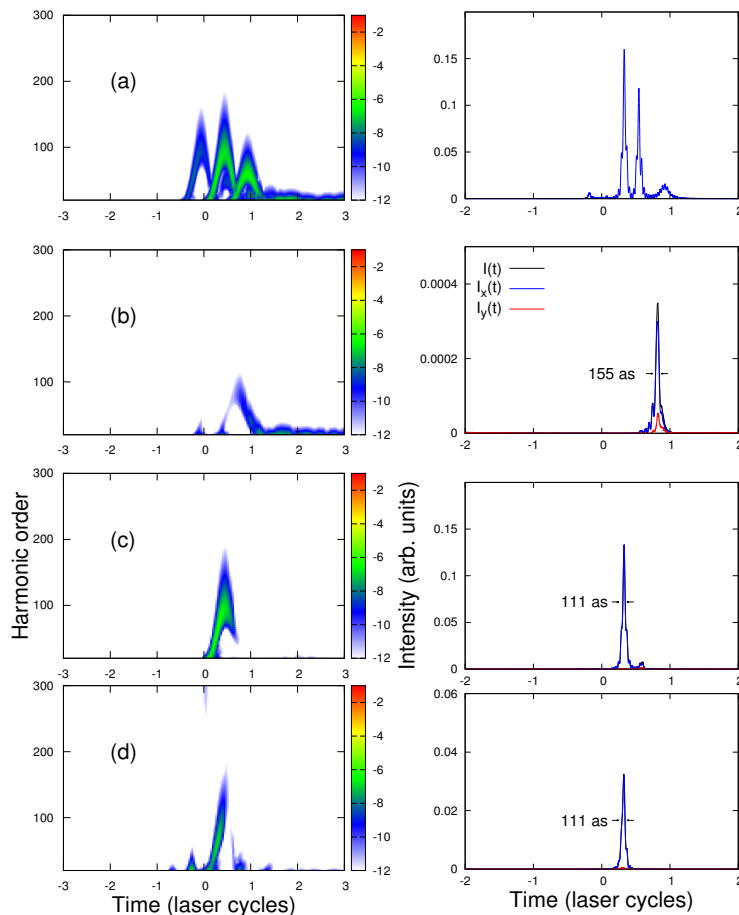 300
200
100
-3 -2 -1 0 1 2 3
(a)
-2
-4
-6
-8
-10
-12
0.15
0.1
0.05
0
-2 -1 0 1 2
300
200
100
-3 -2 -1 0 1 2 3
(b)
-2
-4
-6
-8
-10
-12
0.0004
0.0002
0
-2 -1 0 1 2
I(t)
Ix(t)
Iy(t)
155 as
Harmonic order
300
200
100
-3 -2 -1 0 1 2 3
(c)
-2
-4
-6
-8
-10
-12
Intensity (arb. units)
0.15
0.1
0.05
0
-2 -1 0 1 2
111 as
300
200
100
-3 -2 -1 0 1 2 3
(d)
-2
-4
-6
-8
-10
-12
Time (laser cycles)
0.06
0.04
0.02
0
-2 -1 0 1 2
111 as
Time (laser cycles)